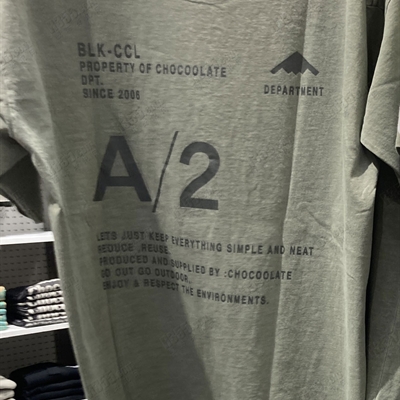 BLK-CCL
PROPERTY OF CHOCOOLATE
DPT.
SINCE 2006
DEPARTMENT
A/2
LET'S JUST KEEP EVERYTHING SIMPLE AND NEAT
REDUCE ,REUSE
PRODUCED AND SUPPLIED BY :CHOCOOLATE
GO OUT GO OUTDOOR.
ENJOY & RESPECT THE ENVIRONMENTS.